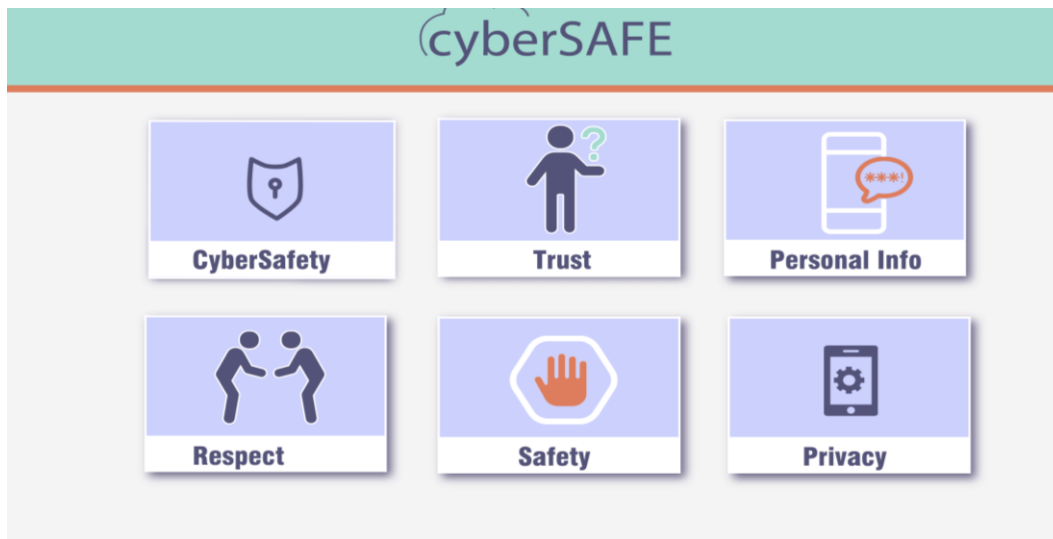 cyberSAFE
?
***!
CyberSafety
Trust
Personal Info
Respect
Safety
Privacy